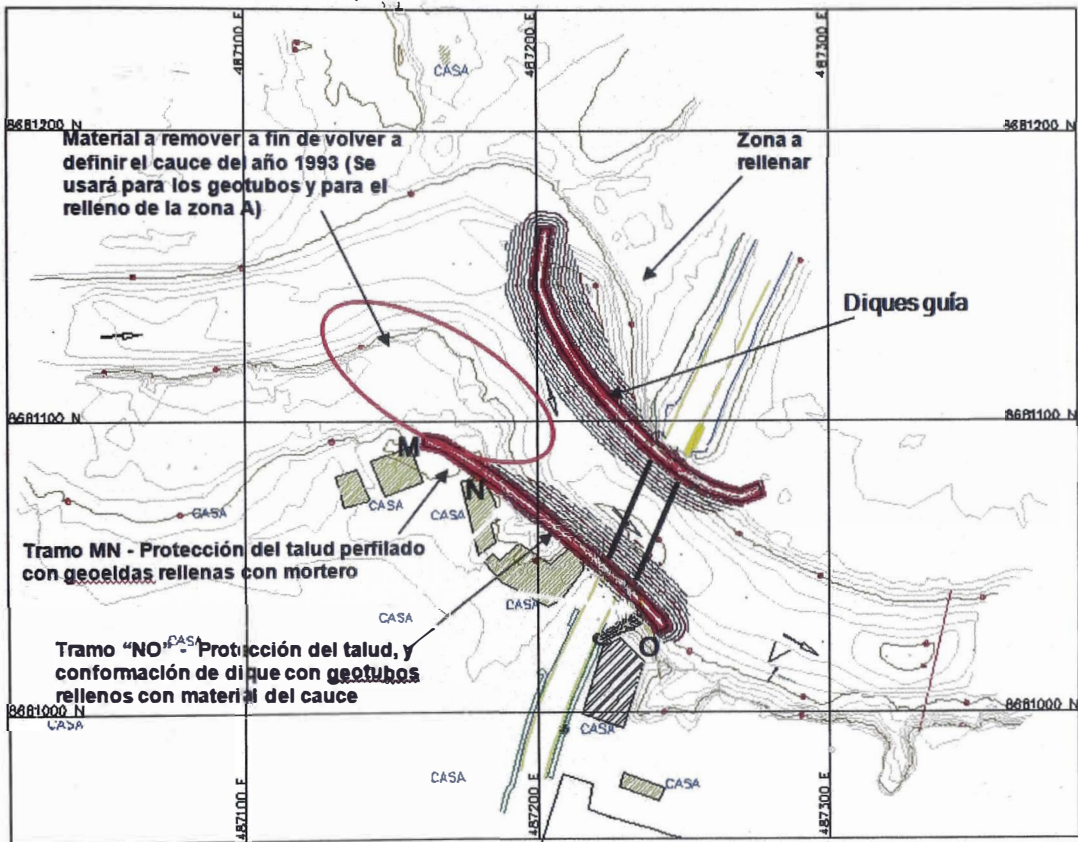 487100 E
487200 E
487300 E
CASA
8681200 N
8681200 N
Material a remover a fin de volver a
definir el cauce del año 1993 (Se
usará para los geotubos y para el
relleno de la zona A)
Zona a
rellenar
Diques guía
8681100 N
8681100 N
M
N
CASA
CASA
CASA
Tramo MN - Protección del talud perfilado
con geoeldas rellenas con mortero
CASA
CASA
O
CASA
Tramo "NO" - Protección del talud, y
conformación de dique con geotubos
rellenos con material del cauce
8681000 N
8681000 N
CASA
CASA
CASA
CASA
487100 E
487200 E
487300 E